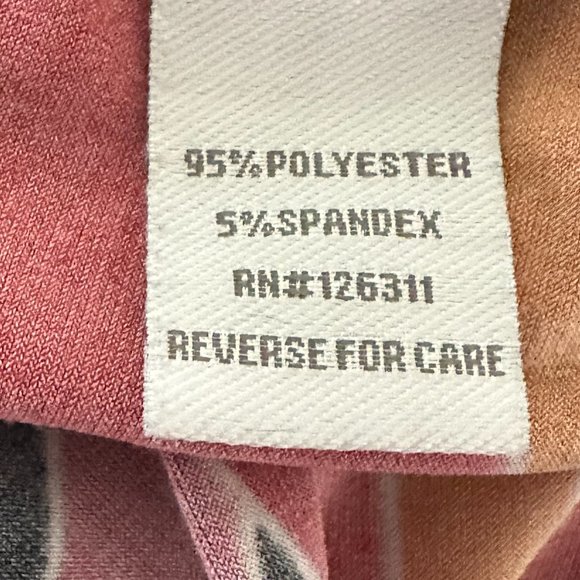 95%POLYESTER
5%SPANDEX
RN#126311
REVERSE FOR CARE